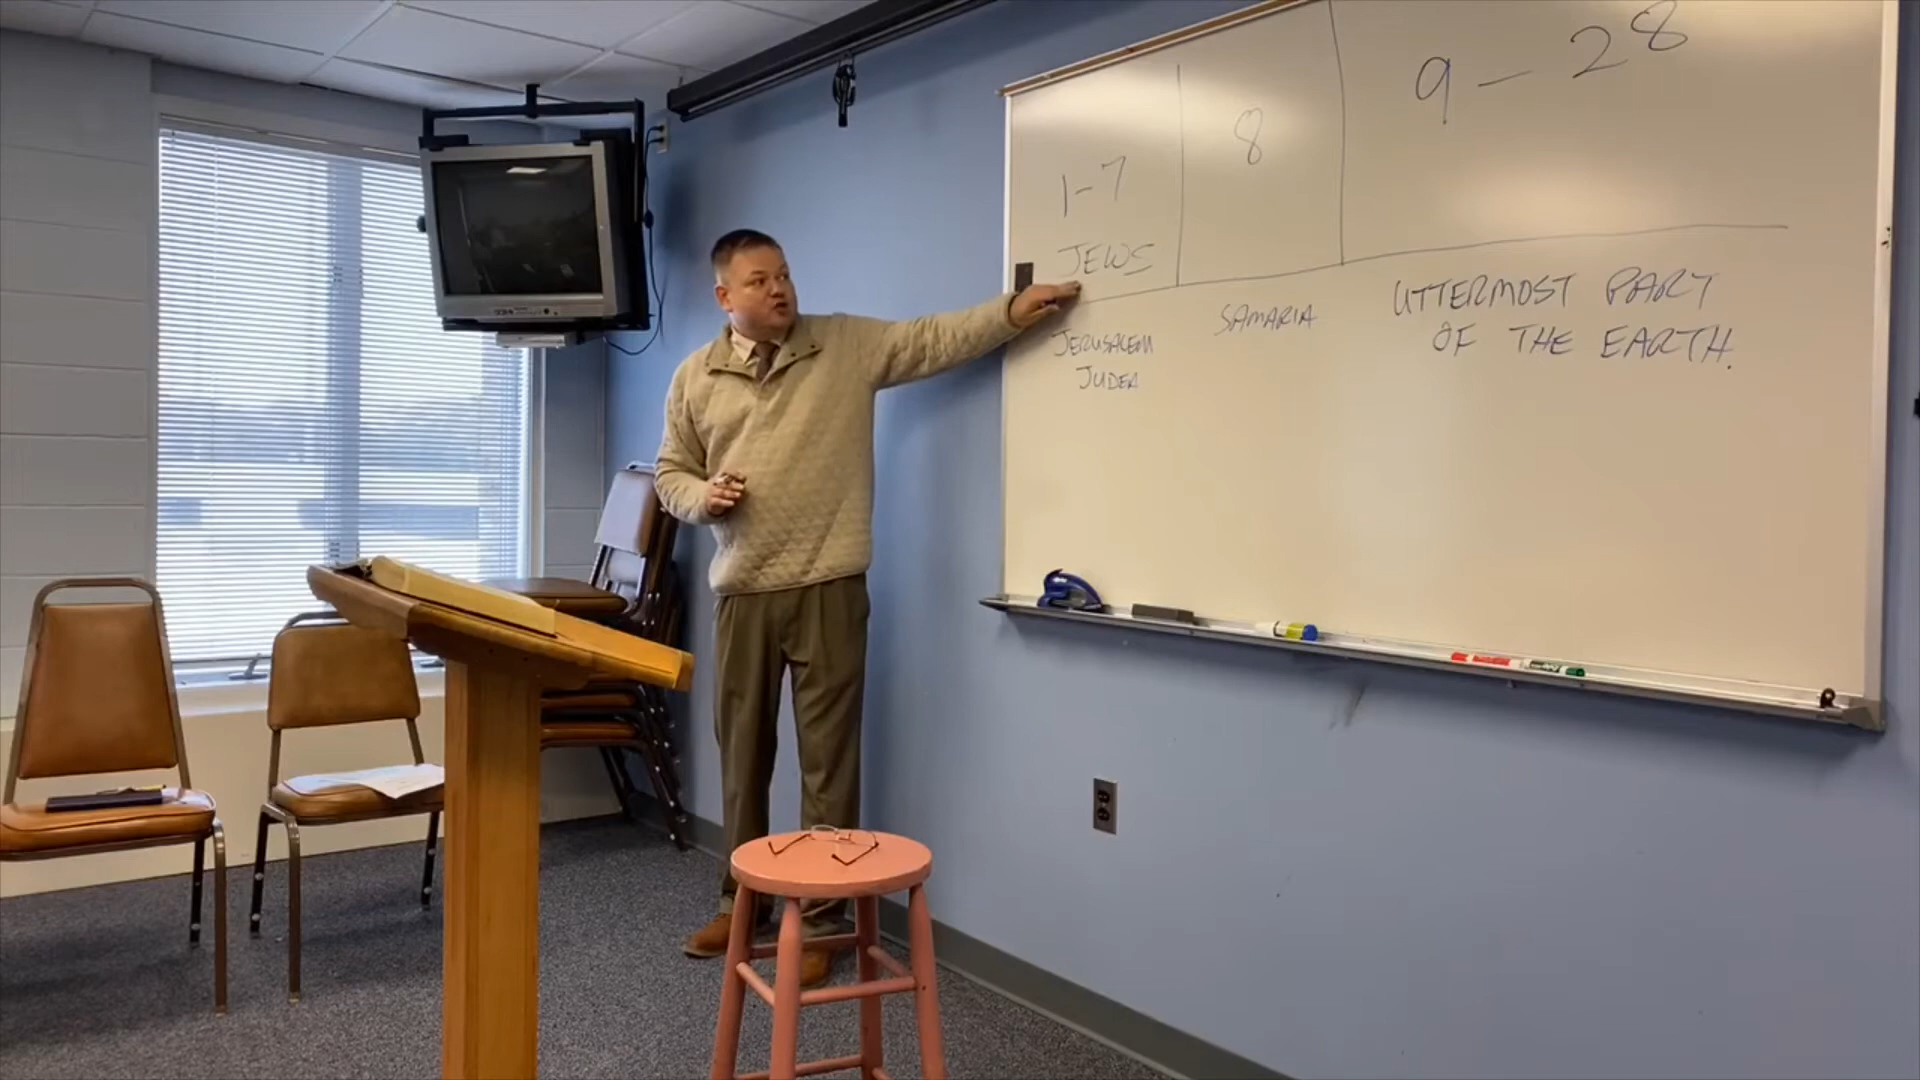 1-7
8
9 - 28
JEWS
JERUSALEM
JUDEA
SAMARIA
UTTERMOST PART
OF THE EARTH.